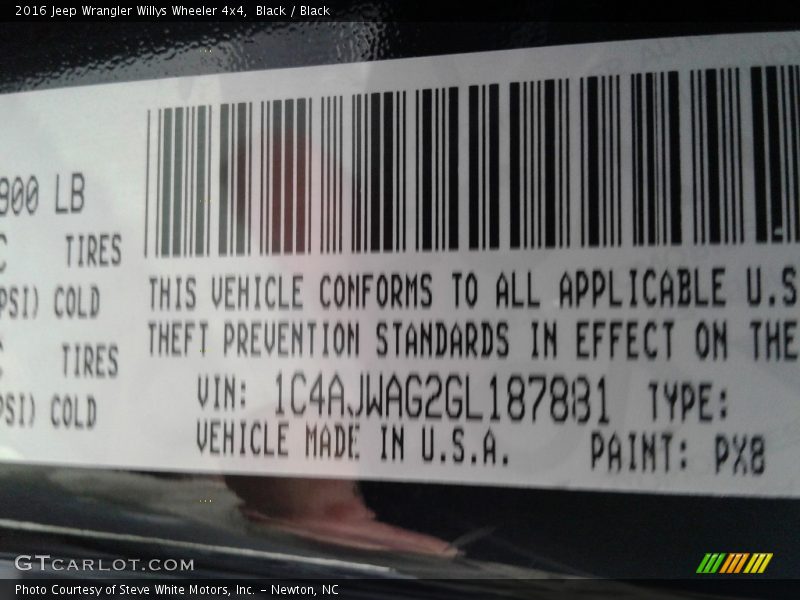 2016 Jeep Wrangler Willys Wheeler 4x4,  Black / Black
900 LB
C TIRES
PSI) COLD
TIRES
PSI) COLD
THIS VEHICLE CONFORMS TO ALL APPLICABLE U.S
THEFT PREVENTION STANDARDS IN EFFECT ON THE
VIN: 1C4AJWAG2GL187881 TYPE:
VEHICLE MADE IN U.S.A. PAINT: PX8
GTCARLOT.COM
Photo Courtesy of Steve White Motors, Inc. – Newton, NC